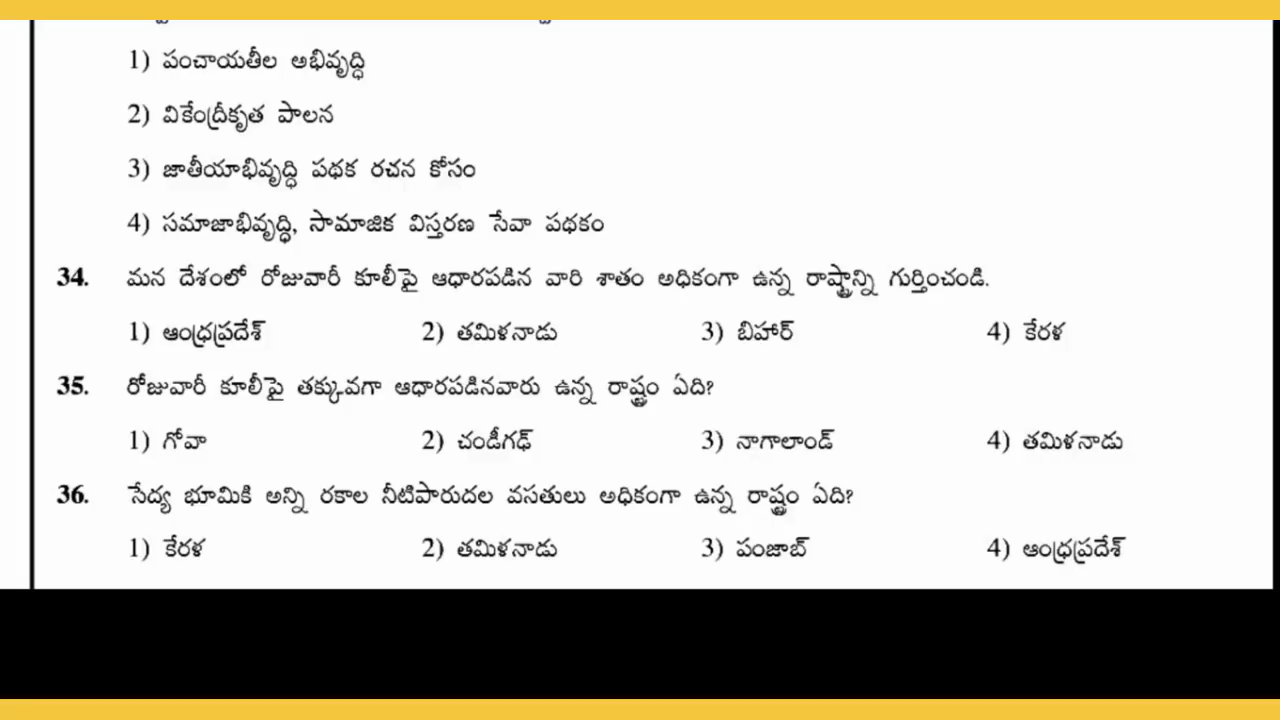 1) పంచాయతీల అభివృద్ధి
2) వికేంద్రీకృత పాలన
3) జాతీయాభివృద్ధి పథక రచన కోసం
4) సమాజాభివృద్ధి, సామాజిక విస్తరణ సేవా పథకం
34. మన దేశంలో రోజువారీ కూలీపై ఆధారపడిన వారి శాతం అధికంగా ఉన్న రాష్ట్రాన్ని గుర్తించండి.
1) ఆంధ్రప్రదేశ్ 2) తమిళనాడు 3) బిహార్ 4) కేరళ
35. రోజువారీ కూలీపై తక్కువగా ఆధారపడినవారు ఉన్న రాష్ట్రం ఏది?
1) గోవా 2) చండీగఢ్ 3) నాగాలాండ్ 4) తమిళనాడు
36. సేద్య భూమికి అన్ని రకాల నీటిపారుదల వసతులు అధికంగా ఉన్న రాష్ట్రం ఏది?
1) కేరళ 2) తమిళనాడు 3) పంజాబ్ 4) ఆంధ్రప్రదేశ్